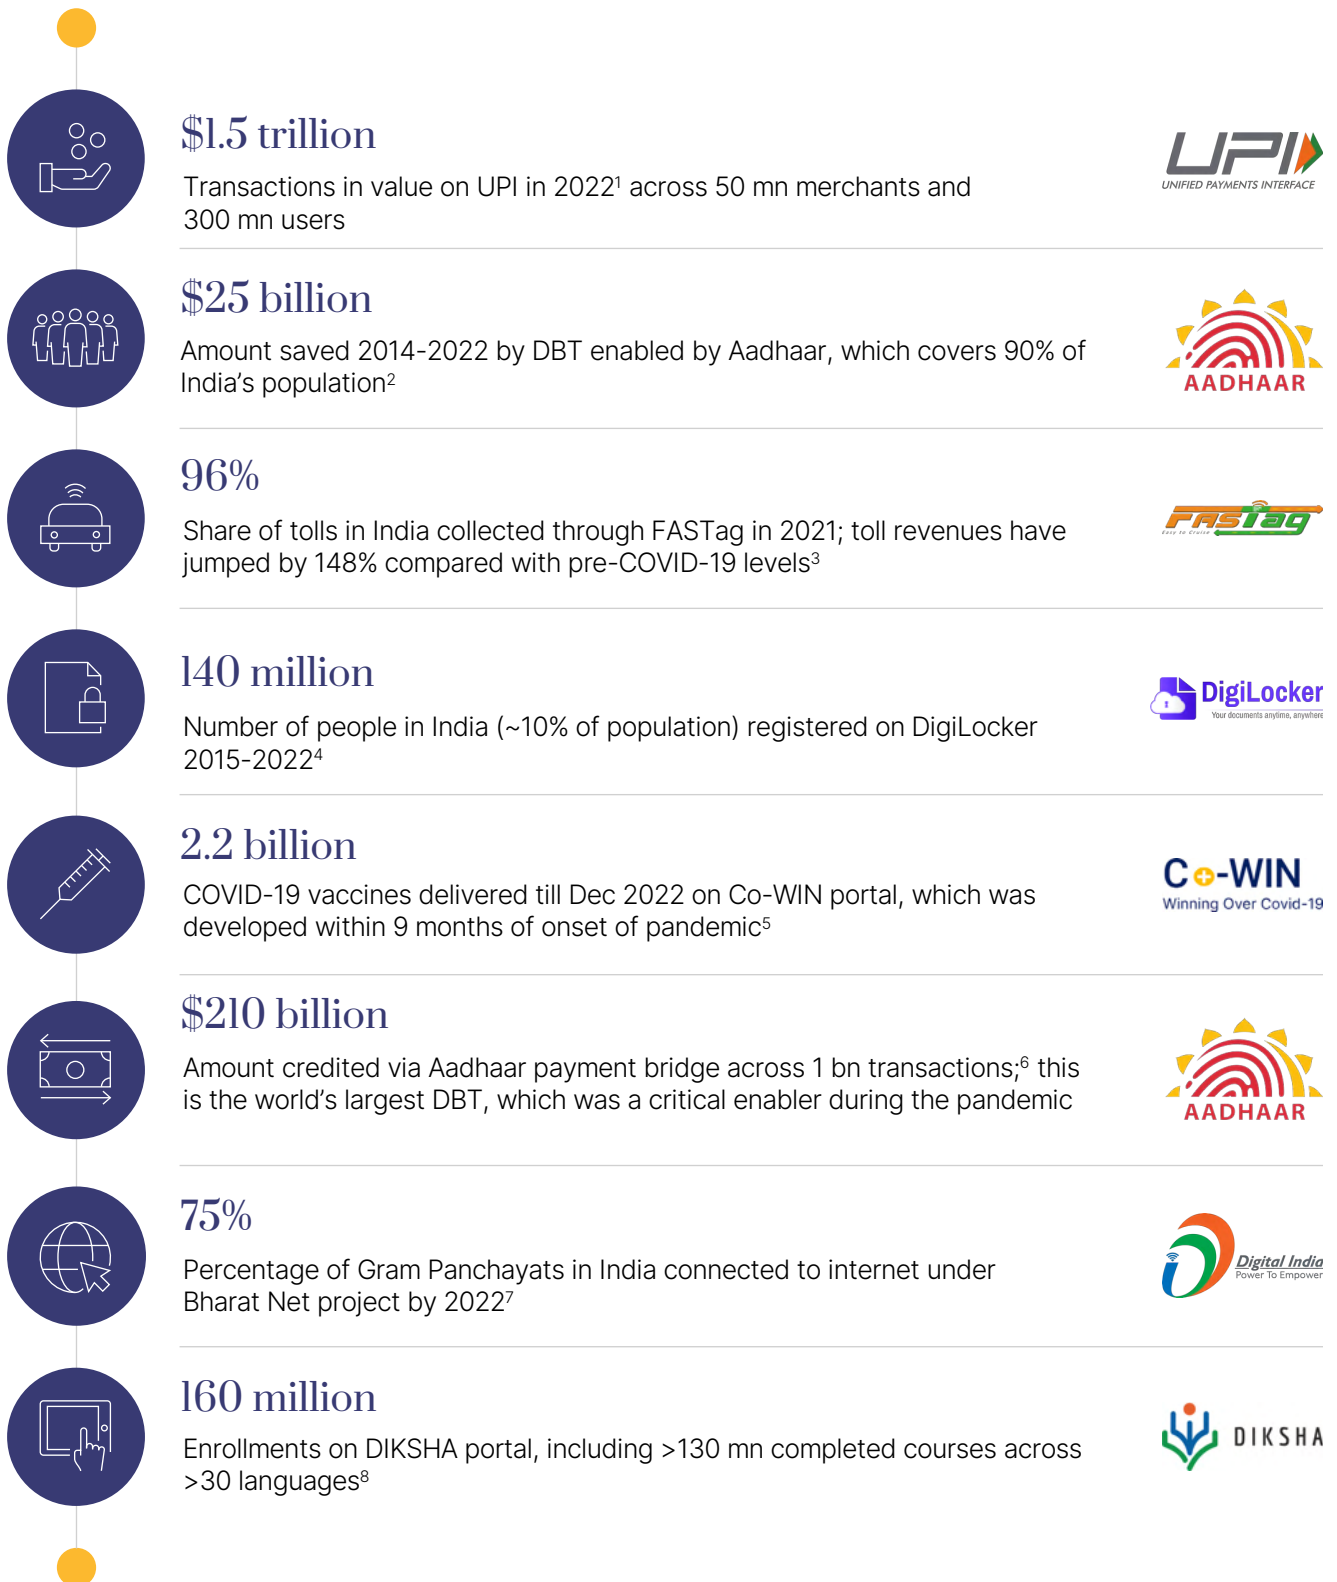 $1.5 trillion
Transactions in value on UPI in 2022¹ across 50 mn merchants and
300 mn users
UPI
UNIFIED PAYMENTS INTERFACE
$25 billion
Amount saved 2014-2022 by DBT enabled by Aadhaar, which covers 90% of
India’s population²
AADHAAR
96%
Share of tolls in India collected through FASTag in 2021; toll revenues have
jumped by 148% compared with pre-COVID-19 levels³
FASTag
Easy to Cruise
140 million
Number of people in India (~10% of population) registered on DigiLocker
2015-2022⁴
DigiLocker
Your documents anytime, anywhere
2.2 billion
COVID-19 vaccines delivered till Dec 2022 on Co-WIN portal, which was
developed within 9 months of onset of pandemic⁵
Co-WIN
Winning Over Covid-19
$210 billion
Amount credited via Aadhaar payment bridge across 1 bn transactions;⁶ this
is the world’s largest DBT, which was a critical enabler during the pandemic
AADHAAR
75%
Percentage of Gram Panchayats in India connected to internet under
Bharat Net project by 2022⁷
Digital India
Power To Empower
160 million
Enrollments on DIKSHA portal, including >130 mn completed courses across
>30 languages⁸
DIKSHA